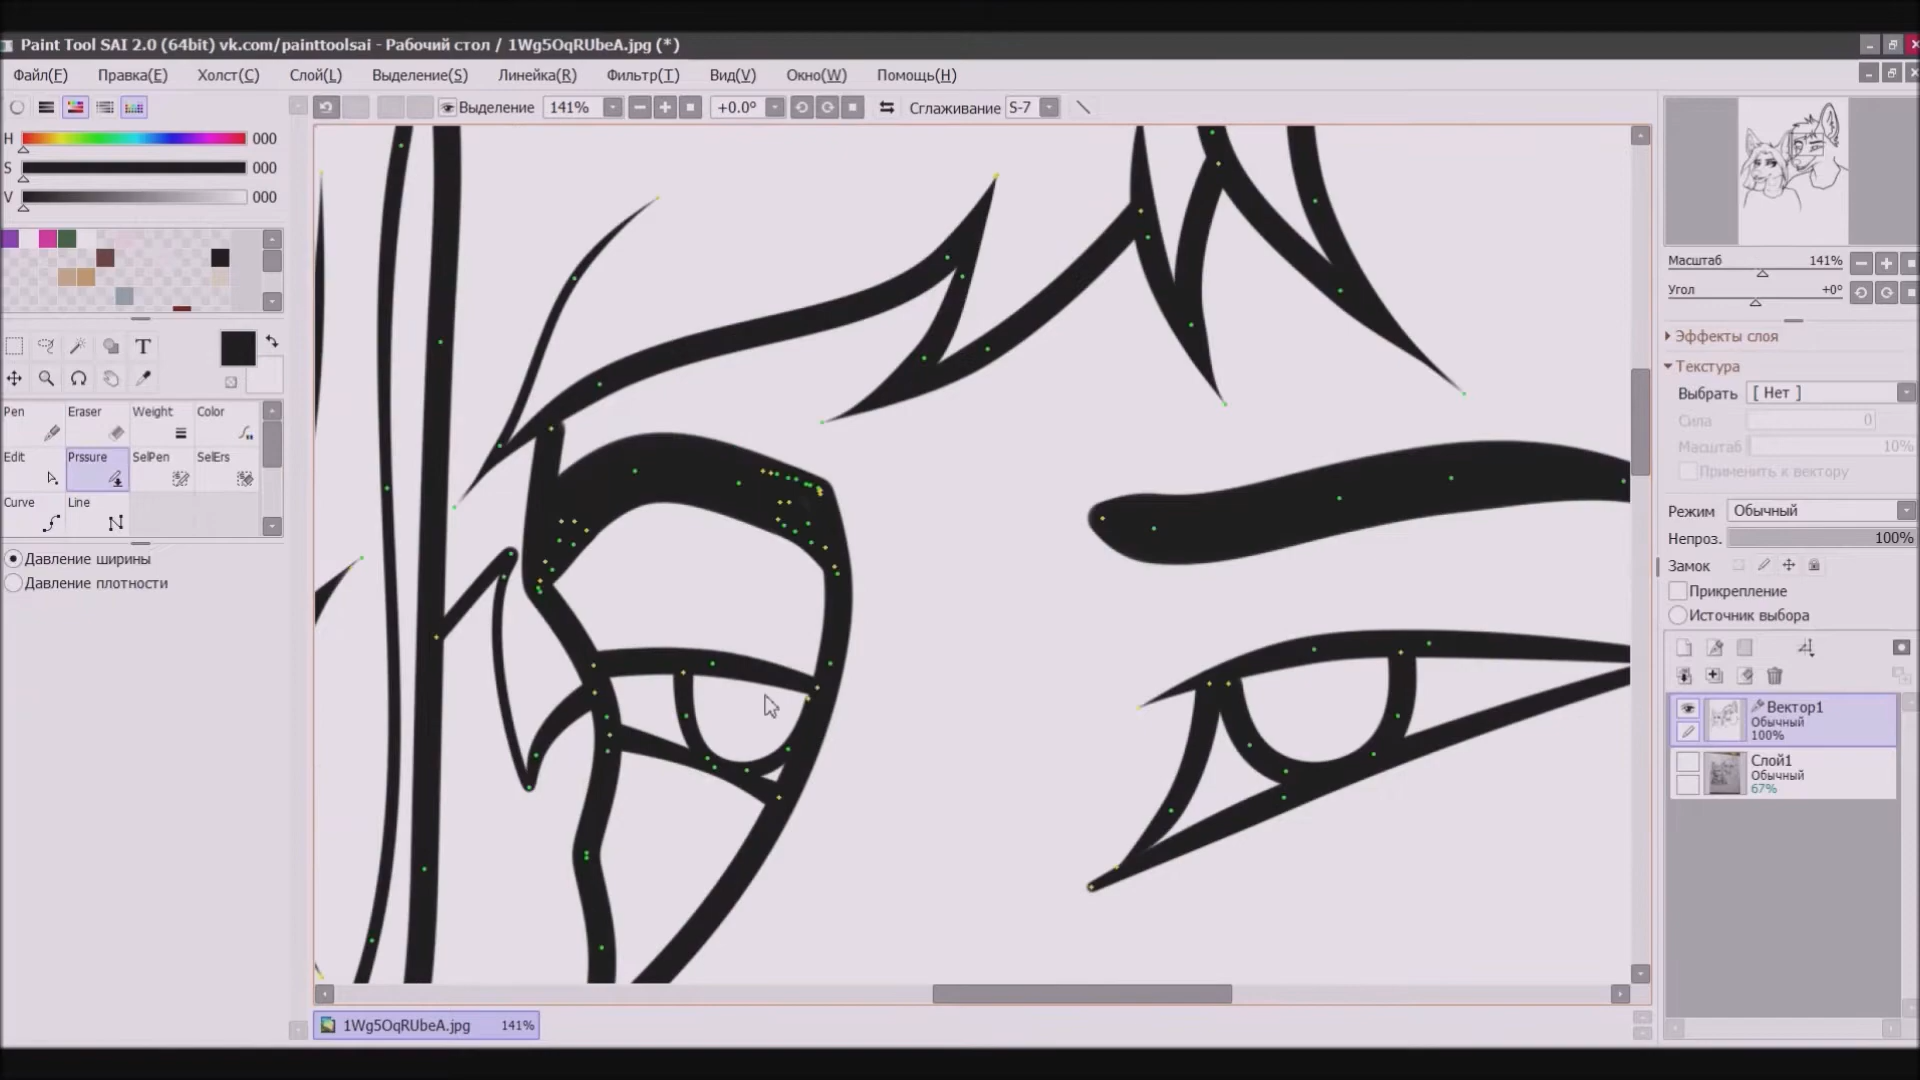 Paint Tool SAI 2.0 (64bit) vk.com/painttoolsai - Рабочий стол / 1Wg5OqRUbeA.jpg (*)
Файл(F) Правка(E) Холст(C) Слой(L) Выделение(S) Линейка(R) Фильтр(T) Вид(V) Окно(W) Помощь(H)
Выделение 141% +0.0° Сглаживание S-7
H 000
S 000
V 000
T
Pen Eraser Weight Color
Edit Prssure SelPen SelErs
Curve Line
Давление ширины
Давление плотности
Масштаб 141%
Угол +0°
Эффекты слоя
Текстура
Выбрать [ Нет ]
Сила 0
Масштаб 10%
Применить к вектору
Режим Обычный
Непроз. 100%
Замок
Прикрепление
Источник выбора
Вектор1
Обычный
100%
Слой1
Обычный
67%
1Wg5OqRUbeA.jpg 141%